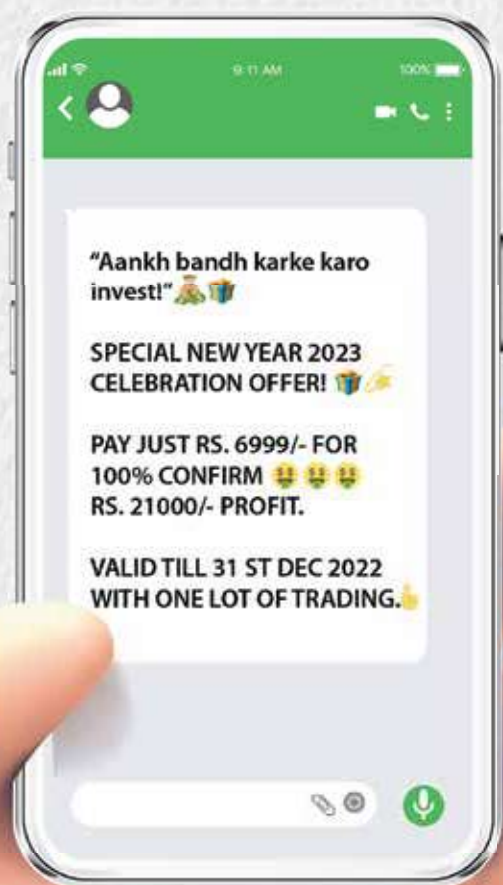 9:11 AM 100%
"Aankh bandh karke karo
invest!"
SPECIAL NEW YEAR 2023
CELEBRATION OFFER!
PAY JUST RS. 6999/- FOR
100% CONFIRM
RS. 21000/- PROFIT.
VALID TILL 31 ST DEC 2022
WITH ONE LOT OF TRADING.